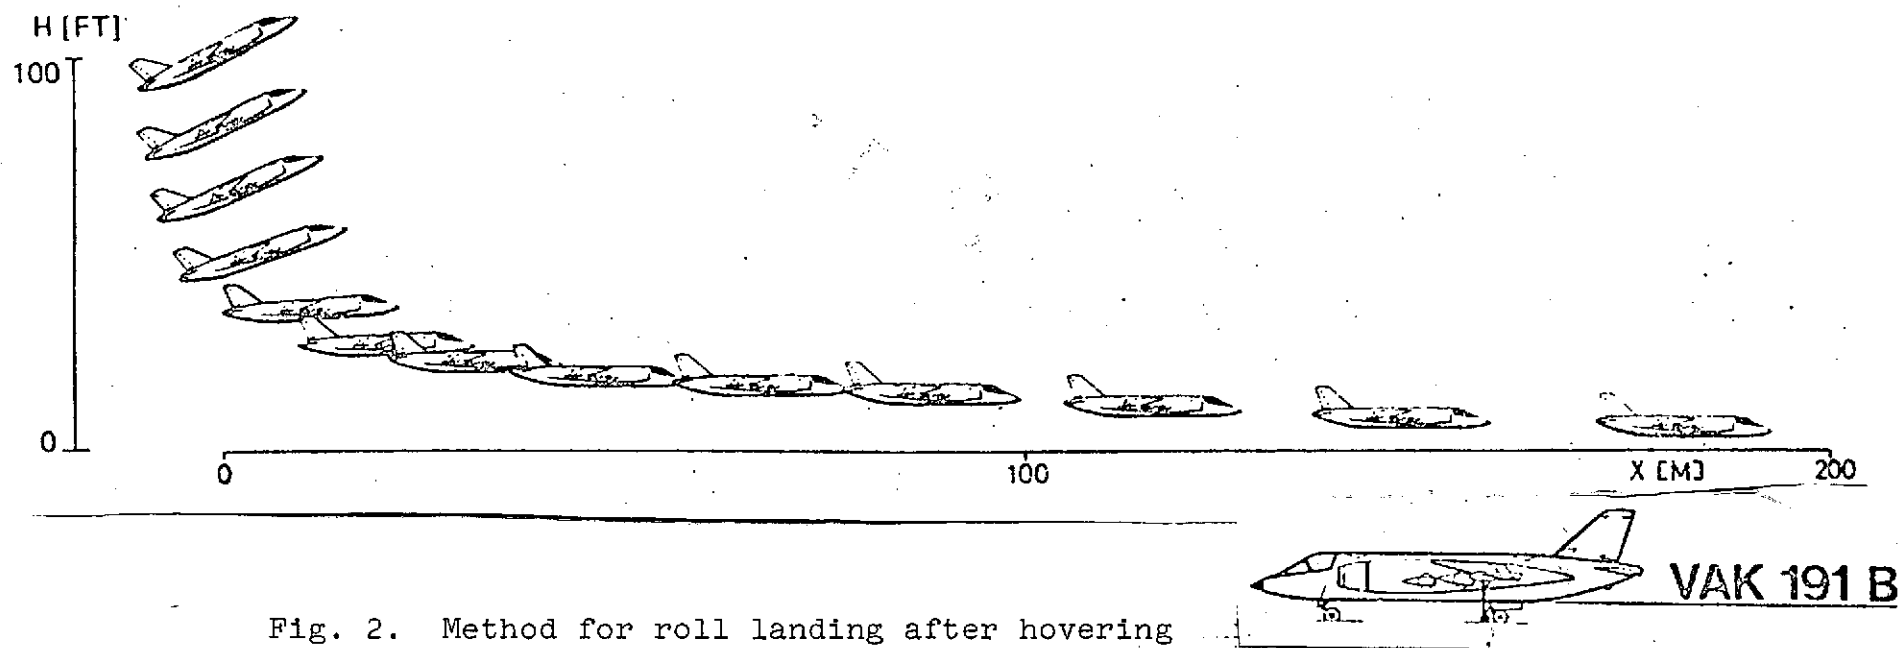 H [FT]
100
0
0
100
X [M]
200
VAK 191 B
Fig. 2. Method for roll landing after hovering